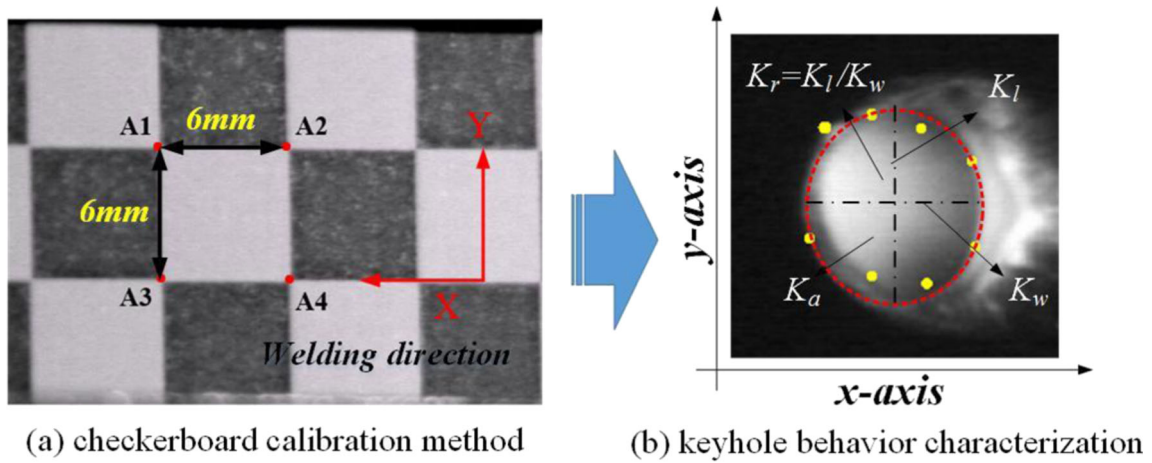 A1
6mm
A2
Y
6mm
A3
A4
X
Welding direction
(a) checkerboard calibration method
y-axis
Kr=Kl/Kw
Kl
Ka
Kw
x-axis
(b) keyhole behavior characterization